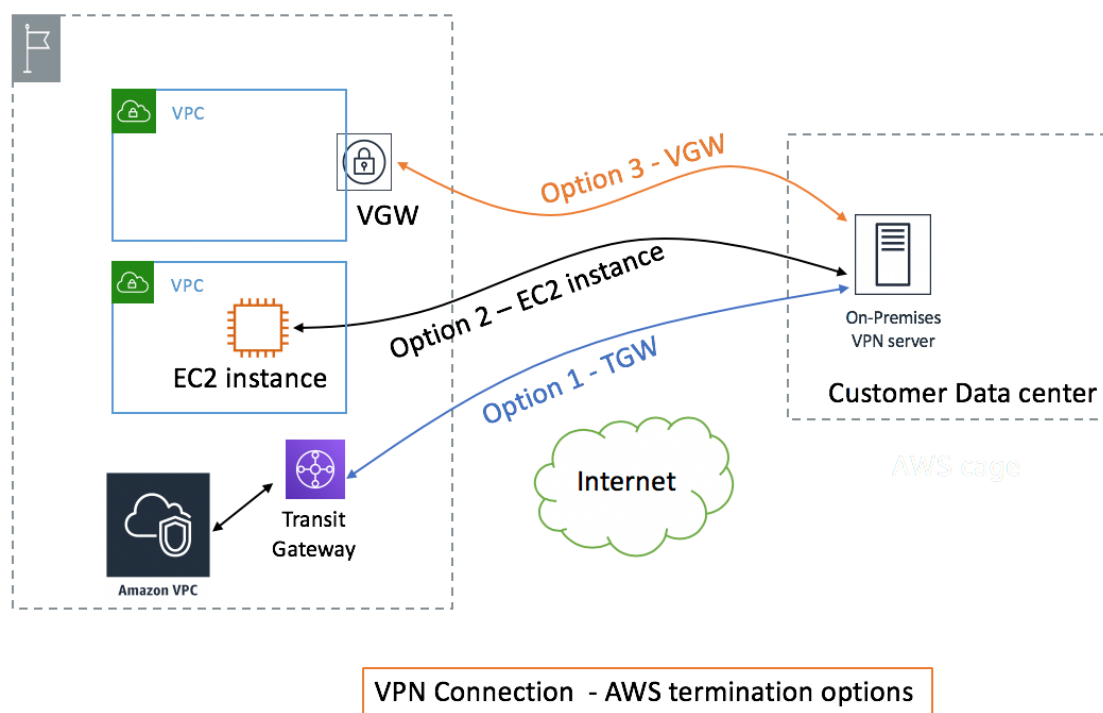 VPC
VGW
Option 3 - VGW
VPC
EC2 instance
Option 2 – EC2 instance
Option 1 - TGW
On-Premises
VPN server
Customer Data center
AWS cage
Internet
Transit
Gateway
Amazon VPC
VPN Connection - AWS termination options